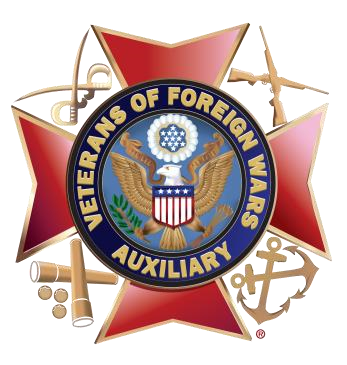 VETERANS OF FOREIGN WARS
AUXILIARY
®